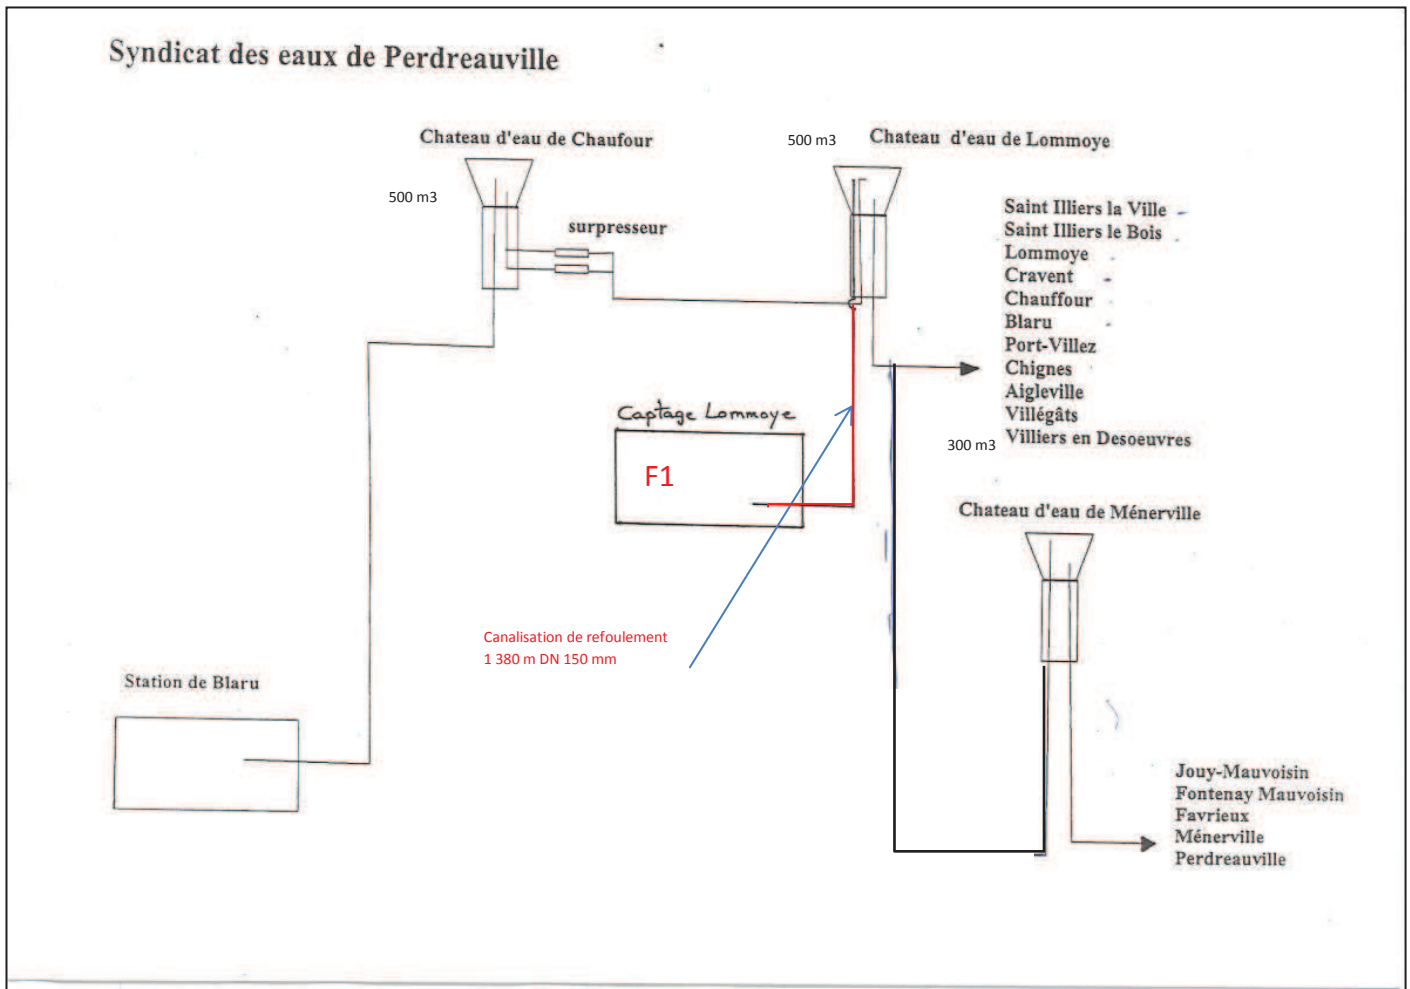 Syndicat des eaux de Perdreauville
Chateau d'eau de Chaufour
500 m3
Chateau d'eau de Lommoye
500 m3
surpresseur
Saint Illiers la Ville
Saint Illiers le Bois
Lommoye
Cravent
Chauffour
Blaru
Port-Villez
Chignes
Aigleville
Villégâts
Villiers en Desoeuvres
Captage Lommoye
F1
300 m3
Chateau d'eau de Ménerville
Canalisation de refoulement
1 380 m DN 150 mm
Station de Blaru
Jouy-Mauvoisin
Fontenay Mauvoisin
Favrieux
Ménerville
Perdreauville